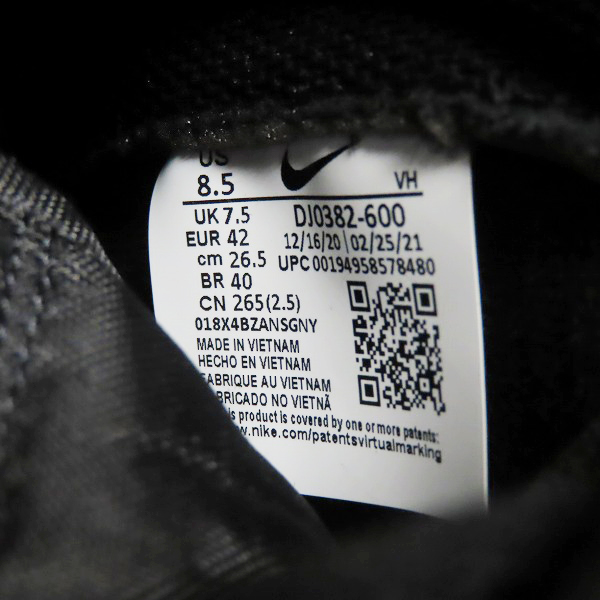 US
8.5
VH
UK 7.5
DJ0382-600
EUR 42
12/16/20 | 02/25/21
cm 26.5
UPC 00194958578480
BR 40
CN 265(2.5)
018X4BZANSGNY
MADE IN VIETNAM
HECHO EN VIETNAM
FABRIQUE AU VIETNAM
FABRICADO NO VIETNÃ
is product is covered by one or more patents:
w.nike.com/patentsvirtualmarking